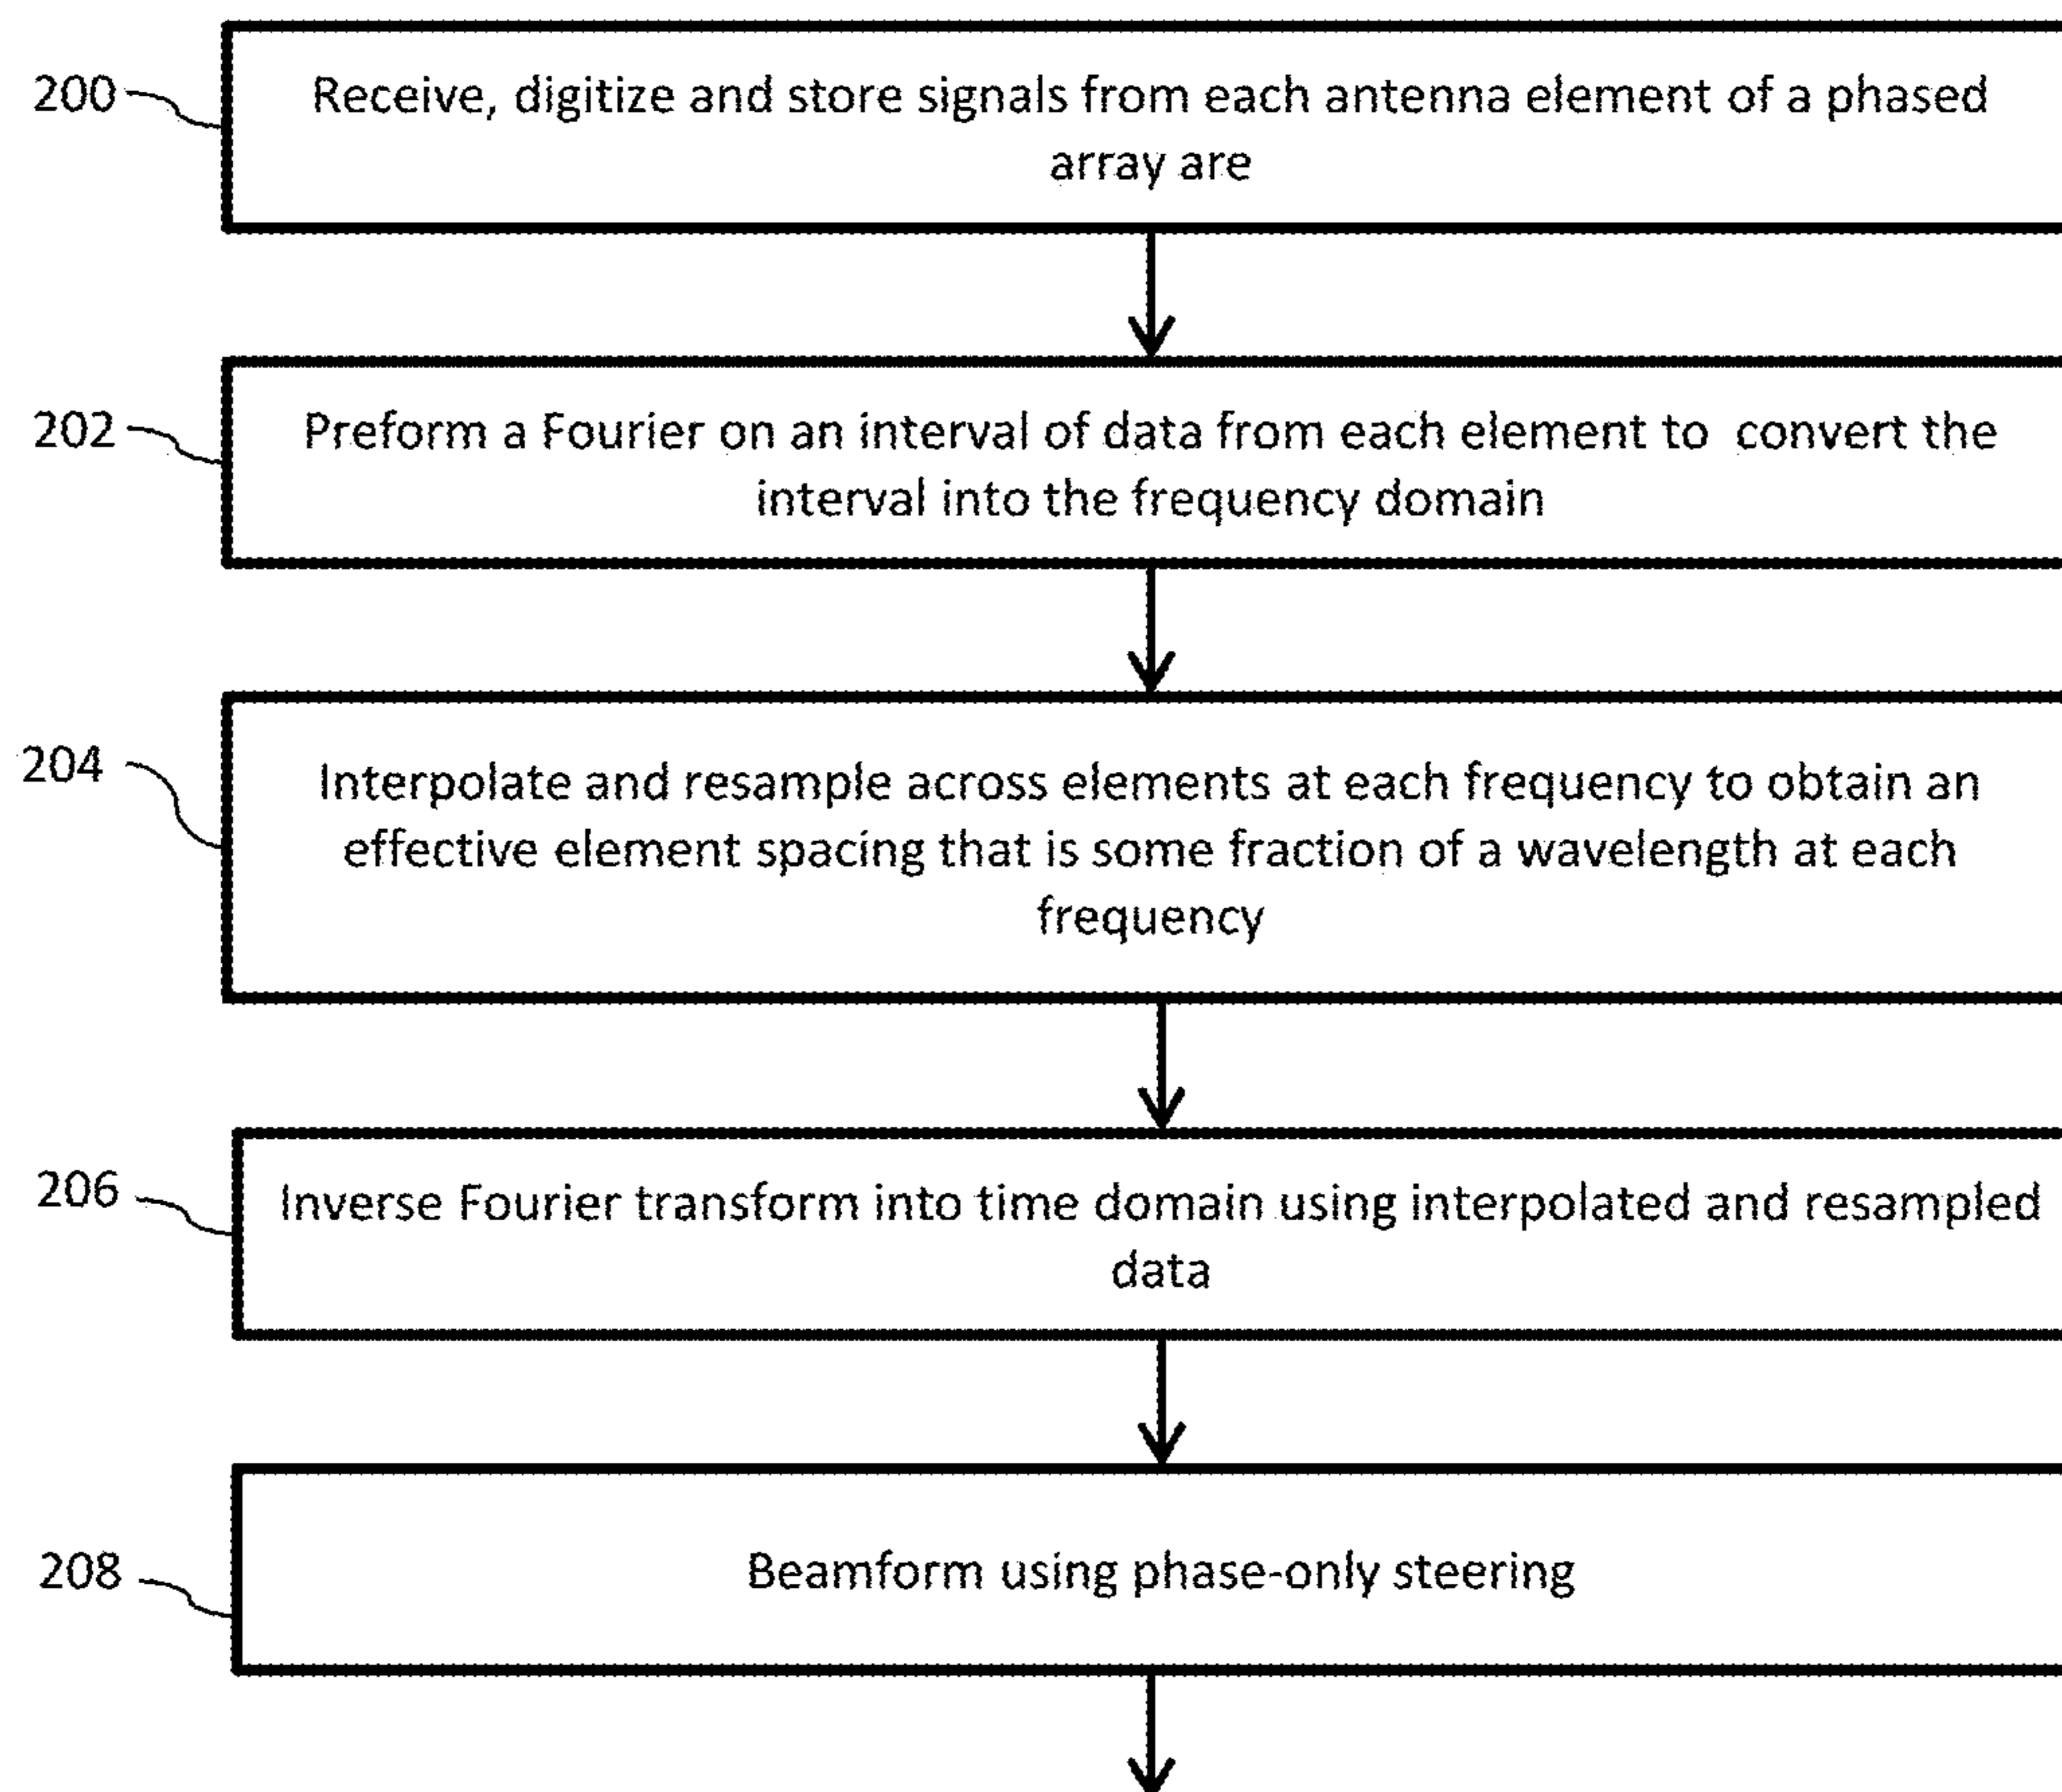 200
Receive, digitize and store signals from each antenna element of a phased
array are
202
Preform a Fourier on an interval of data from each element to convert the
interval into the frequency domain
204
Interpolate and resample across elements at each frequency to obtain an
effective element spacing that is some fraction of a wavelength at each
frequency
206
Inverse Fourier transform into time domain using interpolated and resampled
data
208
Beamform using phase-only steering